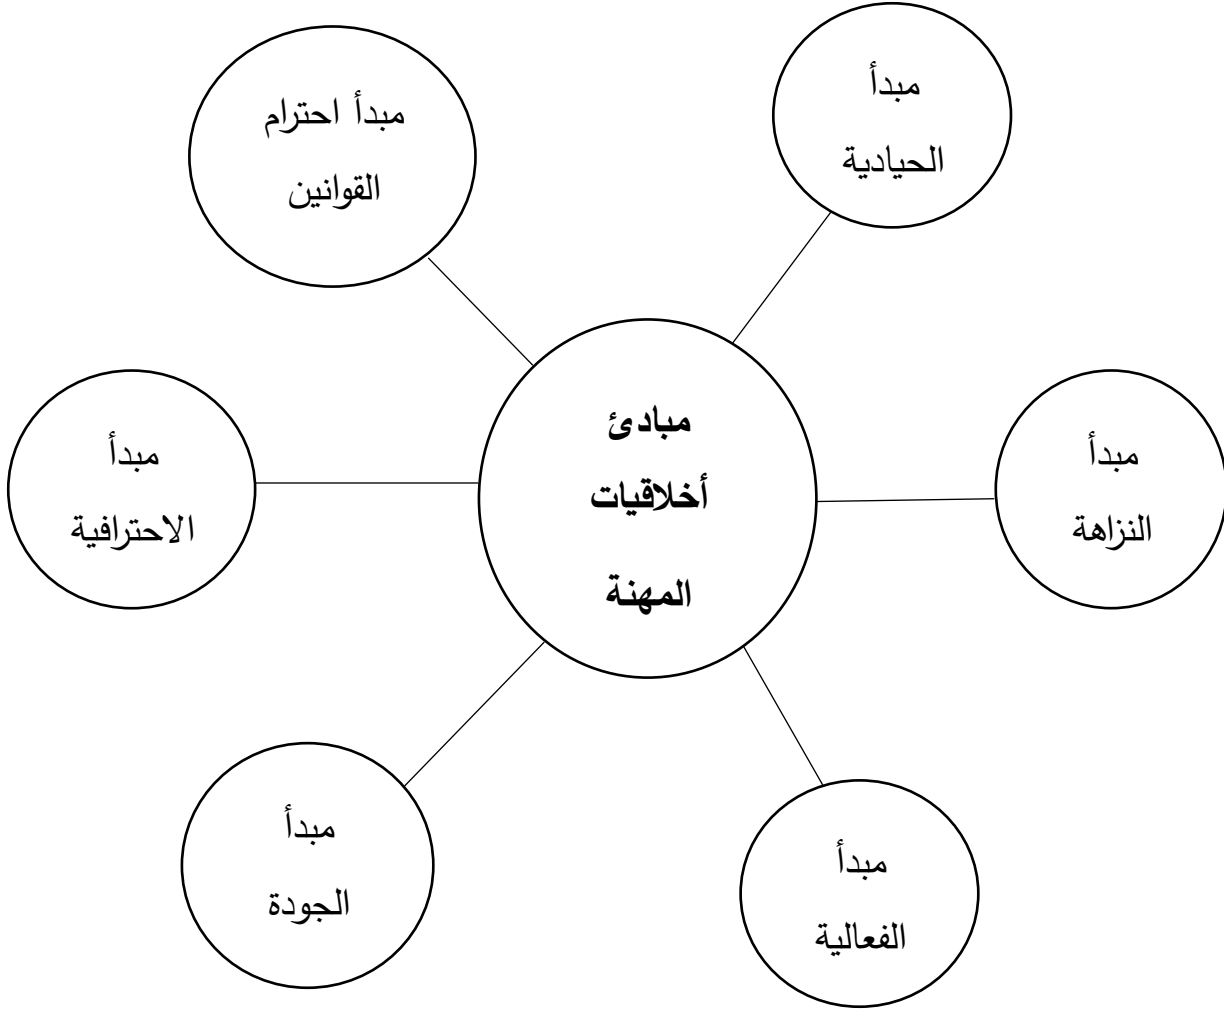 مبدأ
الحيادية
مبدأ احترام
القوانين
مبادئ
أخلاقيات
المهنة
مبدأ
النزاهة
مبدأ
الاحترافية
مبدأ
الفعالية
مبدأ
الجودة